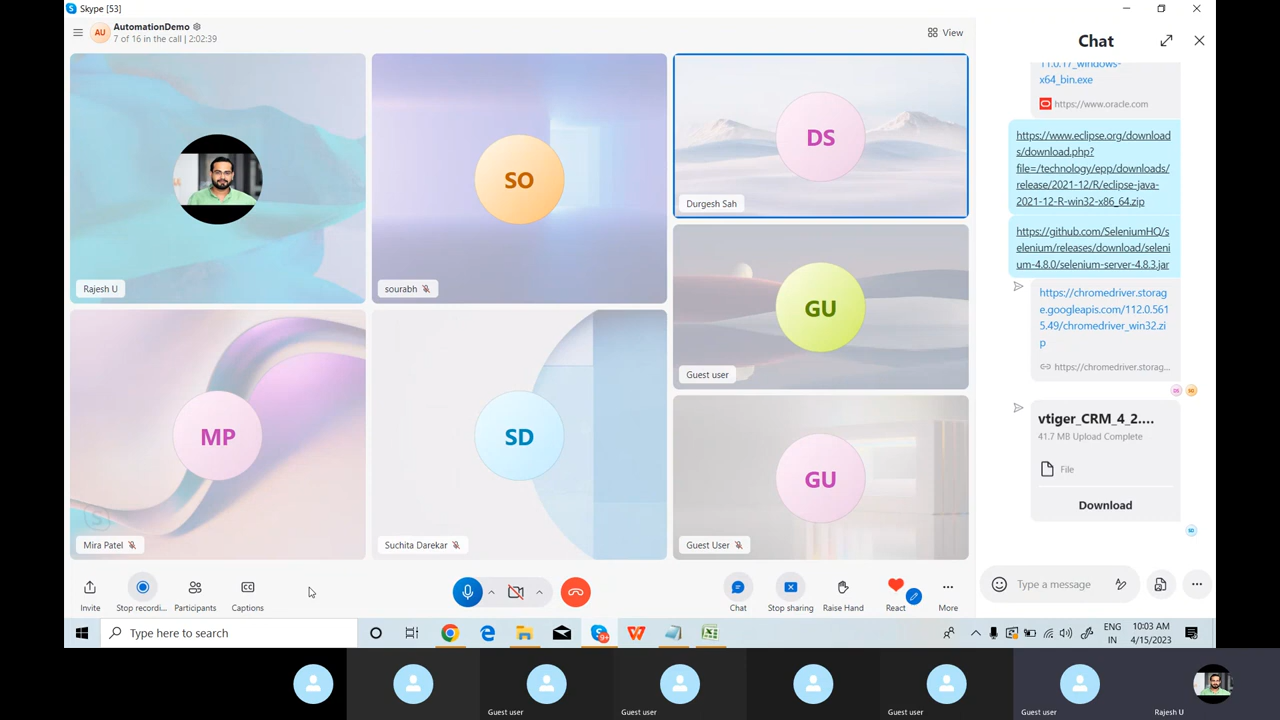 Skype [53]
AU
AutomationDemo
7 of 16 in the call | 2:02:39
View
Rajesh U
SO
sourabh
DS
Durgesh Sah
GU
Guest user
MP
Mira Patel
SD
Suchita Darekar
GU
Guest User
Invite
Stop recordi...
Participants
Captions
Chat
Stop sharing
Raise Hand
React
More
Chat
11.0.17_windows-
x64_bin.exe
https://www.oracle.com
https://www.eclipse.org/download
s/download.php?
file=/technology/epp/downloads/
release/2021-12/R/eclipse-java-
2021-12-R-win32-x86_64.zip
https://github.com/SeleniumHQ/s
elenium/releases/download/seleni
um-4.8.0/selenium-server-4.8.3.jar
https://chromedriver.storag
e.googleapis.com/112.0.561
5.49/chromedriver_win32.zi
p
https://chromedriver.storag...
DS
SO
vtiger_CRM_4_2....
41.7 MB Upload Complete
File
Download
SD
Type a message
Type here to search
9+
ENG
IN
10:03 AM
4/15/2023
Guest user
Guest user
Guest user
Guest user
Rajesh U